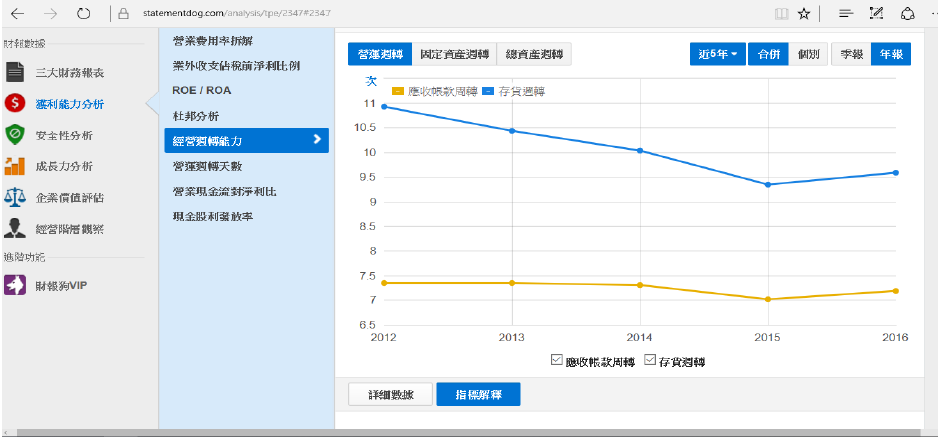 statementdog.com/analysis/tpe/2347#2347
財報數據
三大財務報表
獲利能力分析
安全性分析
成長力分析
企業價值評估
經營階層觀察
進階功能
財報狗VIP
營業費用率拆解
業外收支佔稅前淨利比例
ROE / ROA
杜邦分析
經營週轉能力
營運週轉天數
營業現金流對淨利比
現金股利發放率
營運週轉 固定資產週轉 總資產週轉 近5年 合併 個別 季報 年報
次
應收帳款周轉 存貨週轉
11
10.5
10
9.5
9
8.5
8
7.5
7
6.5
2012 2013 2014 2015 2016
應收帳款周轉 存貨週轉
詳細數據 指標解釋